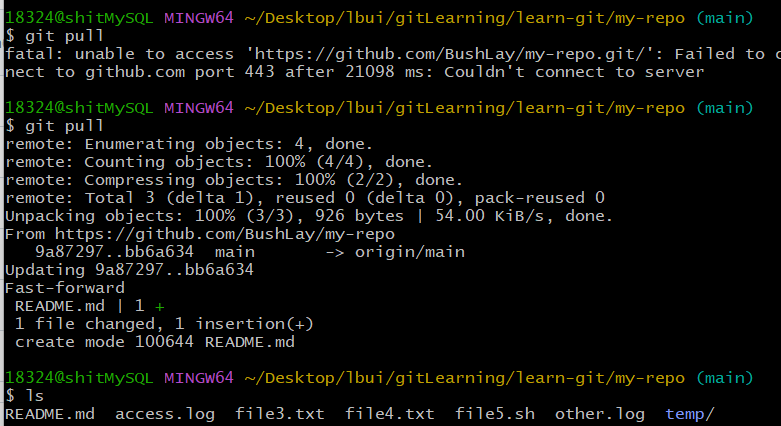 18324@shitMySQL MINGW64 ~/Desktop/lbui/gitLearning/learn-git/my-repo (main)
$ git pull
fatal: unable to access 'https://github.com/BushLay/my-repo.git/': Failed to c
nect to github.com port 443 after 21098 ms: Couldn't connect to server
18324@shitMySQL MINGW64 ~/Desktop/lbui/gitLearning/learn-git/my-repo (main)
$ git pull
remote: Enumerating objects: 4, done.
remote: Counting objects: 100% (4/4), done.
remote: Compressing objects: 100% (2/2), done.
remote: Total 3 (delta 1), reused 0 (delta 0), pack-reused 0
Unpacking objects: 100% (3/3), 926 bytes | 54.00 KiB/s, done.
From https://github.com/BushLay/my-repo
   9a87297..bb6a634  main       -> origin/main
Updating 9a87297..bb6a634
Fast-forward
 README.md | 1 +
 1 file changed, 1 insertion(+)
 create mode 100644 README.md
18324@shitMySQL MINGW64 ~/Desktop/lbui/gitLearning/learn-git/my-repo (main)
$ ls
README.md  access.log  file3.txt  file4.txt  file5.sh  other.log  temp/